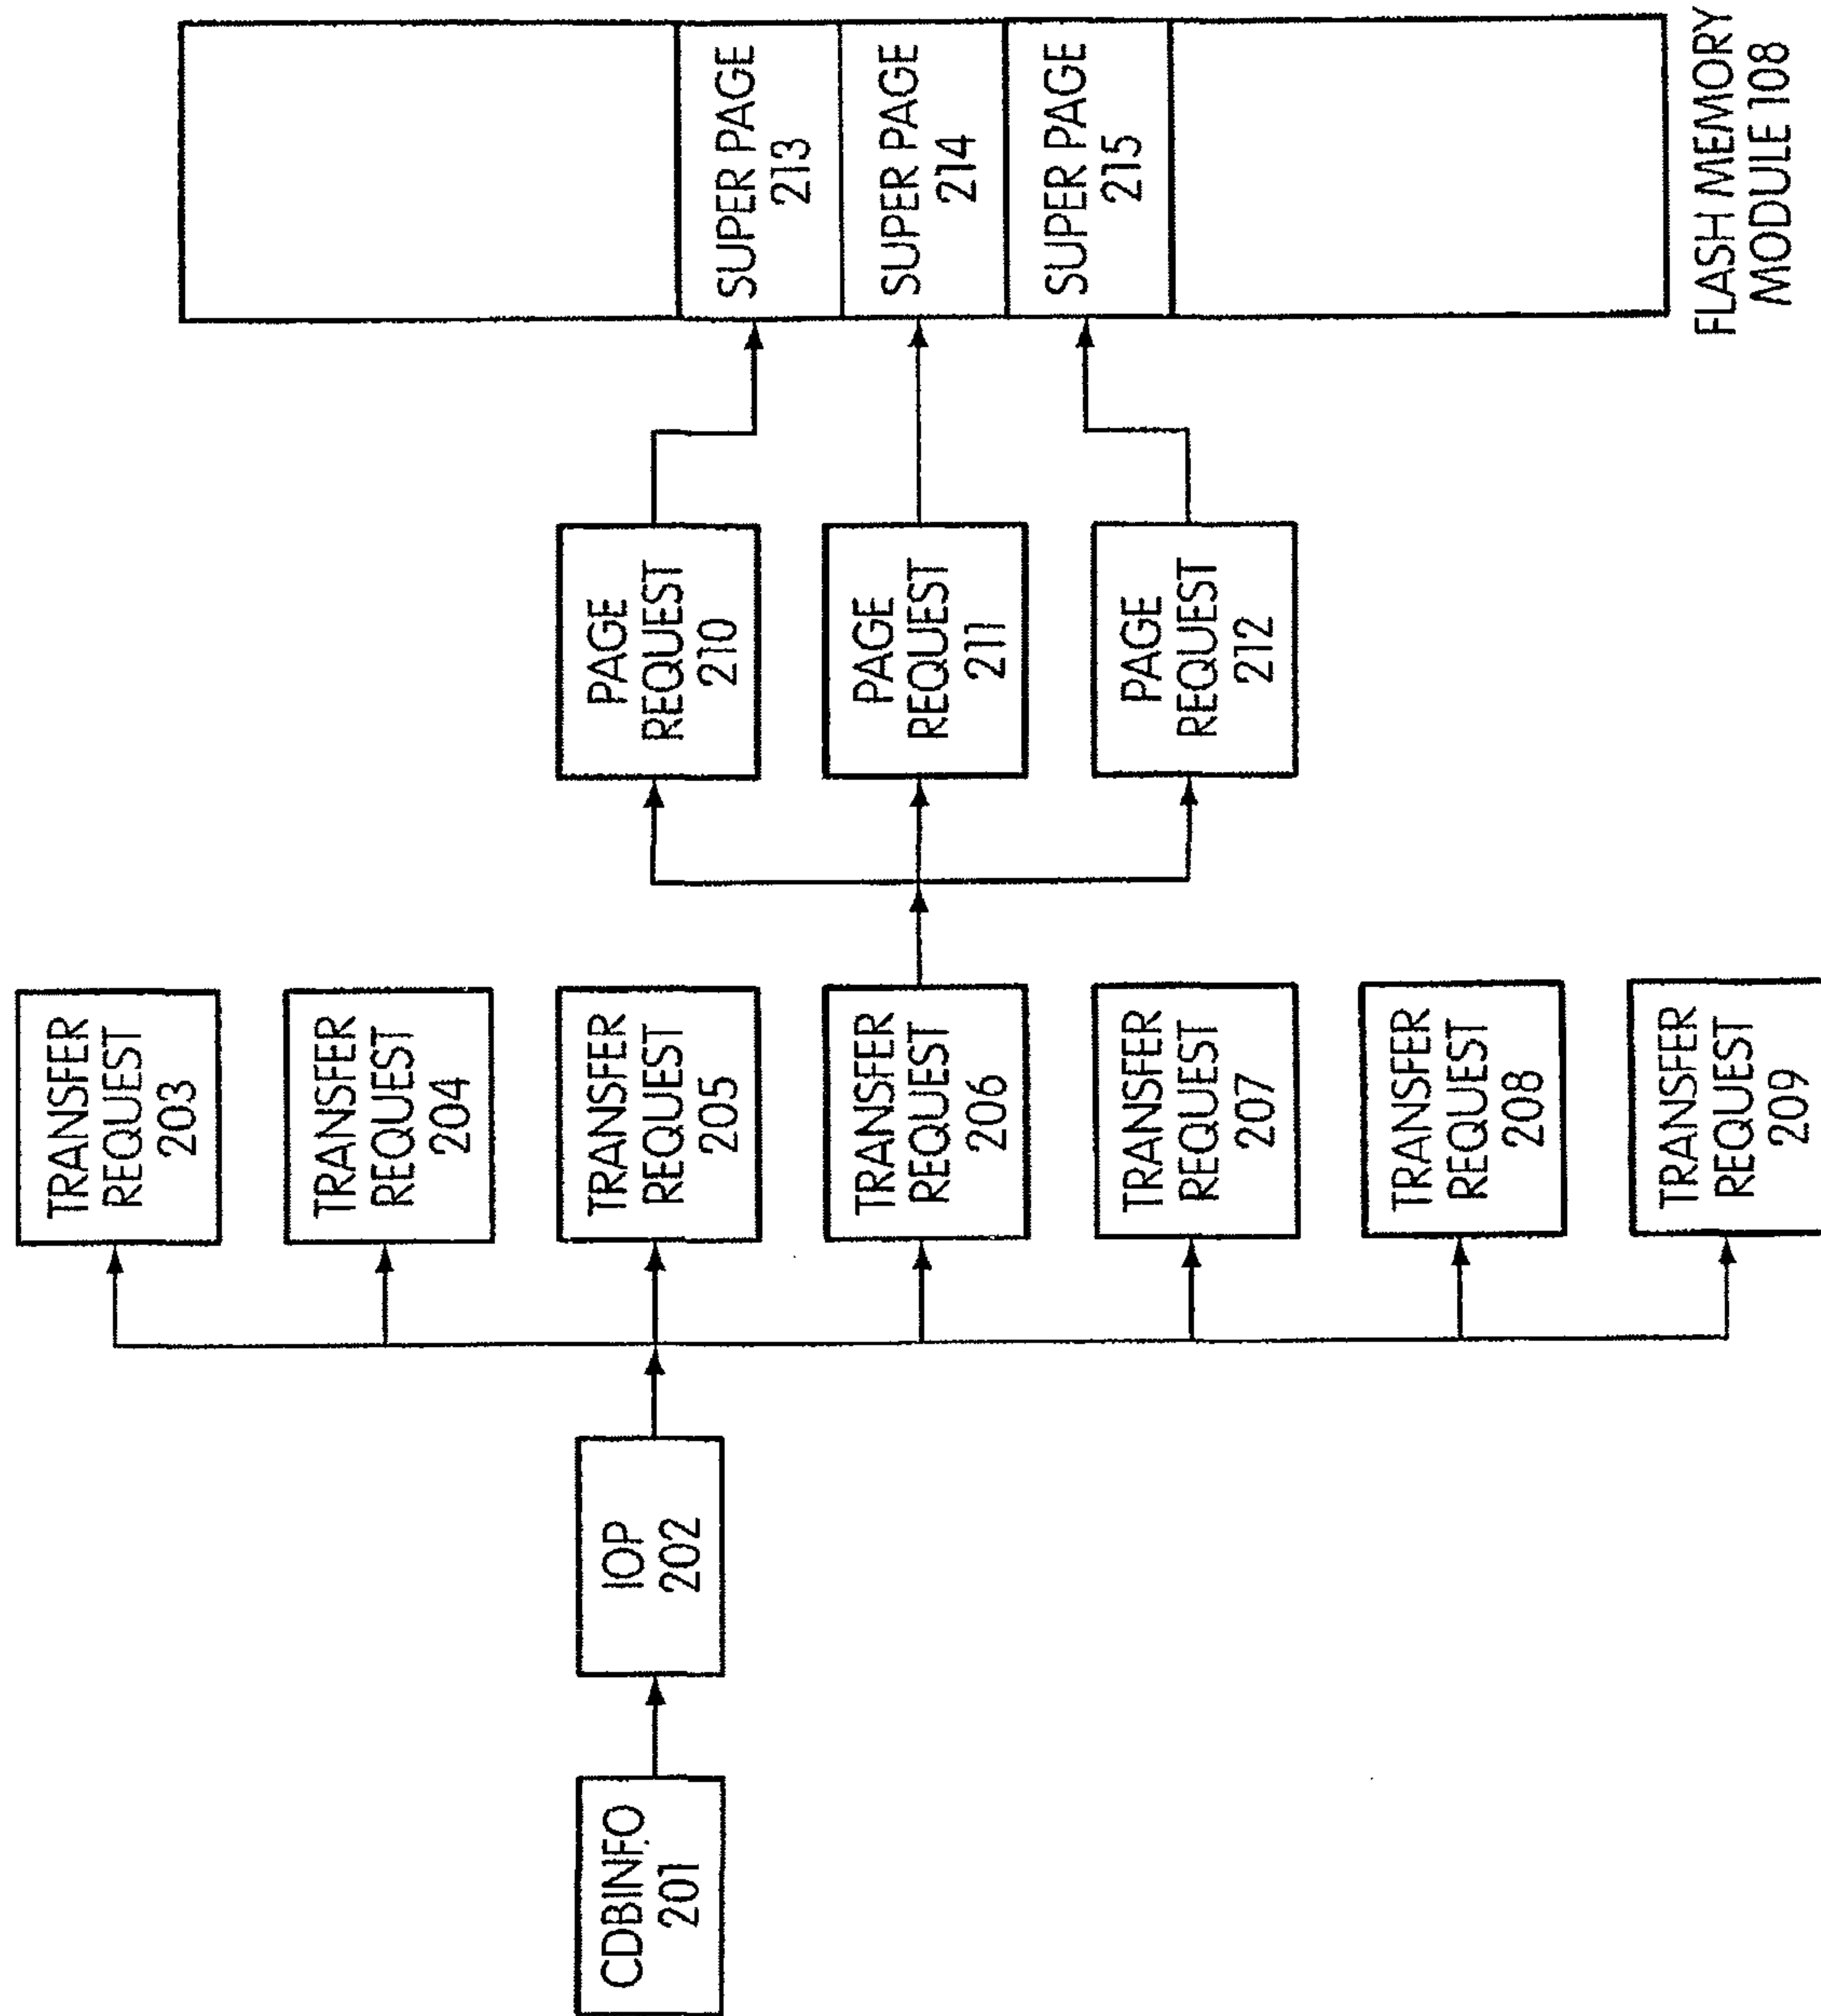 CDBINFO
201
IOP
202
TRANSFER
REQUEST
203
TRANSFER
REQUEST
204
TRANSFER
REQUEST
205
TRANSFER
REQUEST
206
TRANSFER
REQUEST
207
TRANSFER
REQUEST
208
TRANSFER
REQUEST
209
PAGE
REQUEST
210
PAGE
REQUEST
211
PAGE
REQUEST
212
SUPER PAGE
213
SUPER PAGE
214
SUPER PAGE
215
FLASH MEMORY
MODULE 108